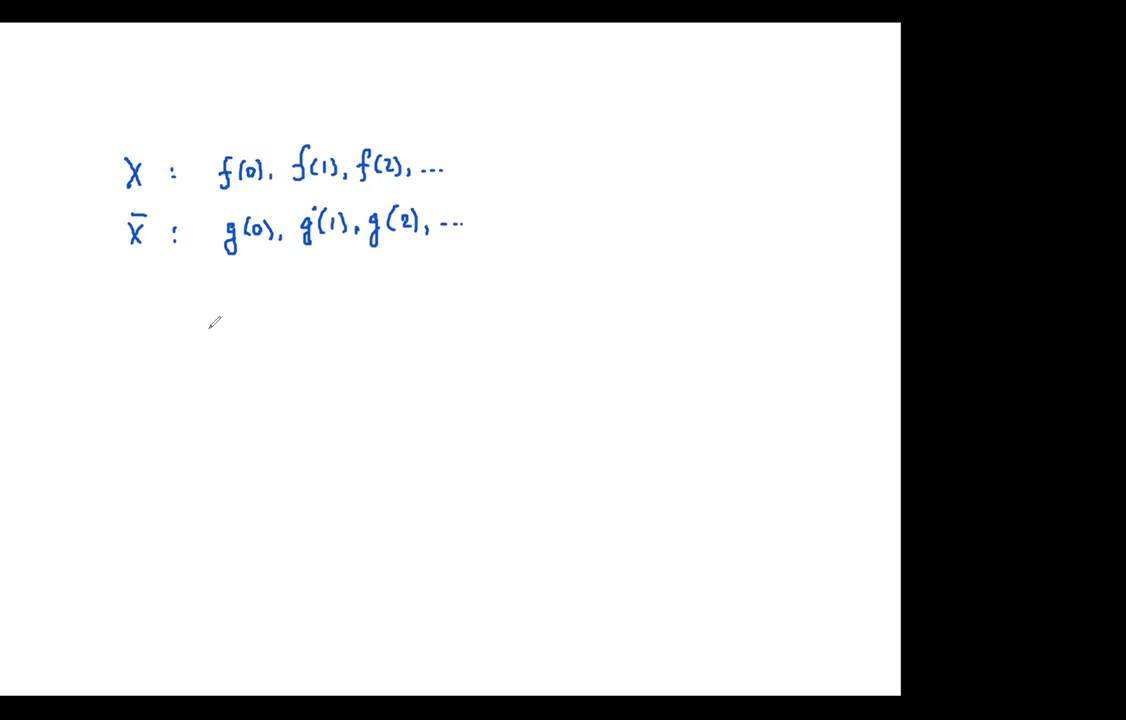 X : f(0), f(1), f(2), ...
X̄ : g(0), g(1), g(2), ...